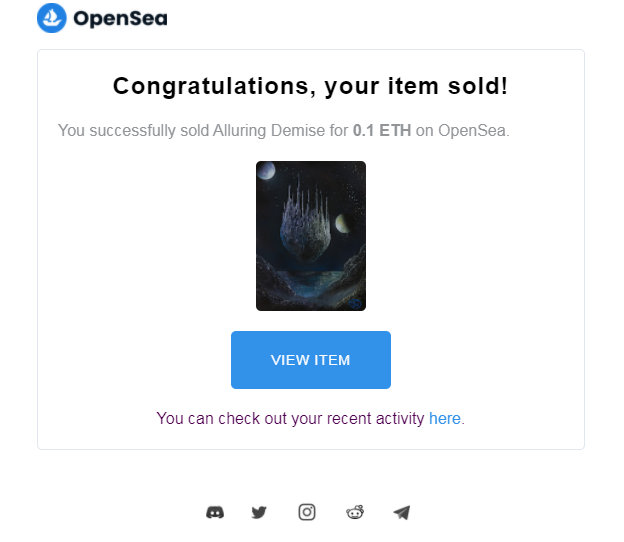 OpenSea
Congratulations, your item sold!
You successfully sold Alluring Demise for 0.1 ETH on OpenSea.
VIEW ITEM
You can check out your recent activity here.